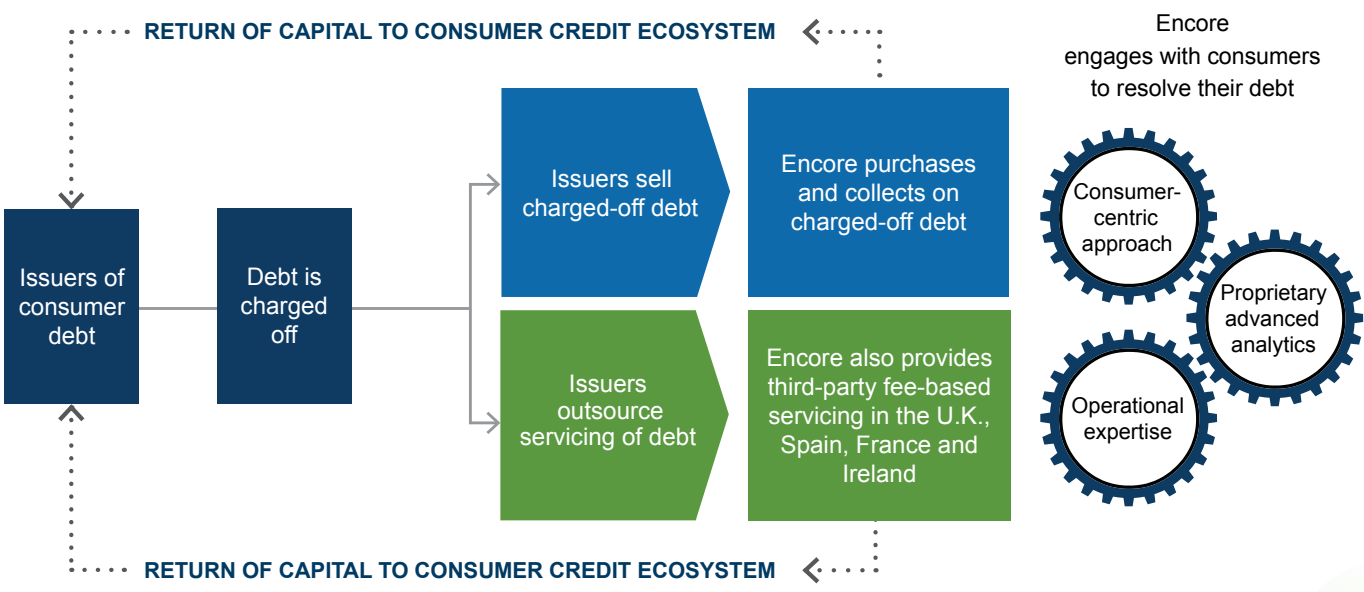 RETURN OF CAPITAL TO CONSUMER CREDIT ECOSYSTEM
Issuers of
consumer
debt
Debt is
charged
off
Issuers sell
charged-off debt
Encore purchases
and collects on
charged-off debt
Issuers
outsource
servicing of debt
Encore also provides
third-party fee-based
servicing in the U.K.,
Spain, France and
Ireland
RETURN OF CAPITAL TO CONSUMER CREDIT ECOSYSTEM
Encore
engages with consumers
to resolve their debt
Consumer-
centric
approach
Proprietary
advanced
analytics
Operational
expertise